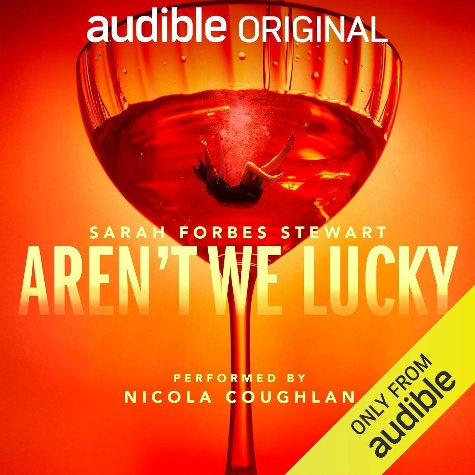 audible ORIGINAL
SARAH FORBES STEWART
AREN'T WE LUCKY
PERFORMED BY
NICOLA COUGHLAN
ONLY FROM
audible